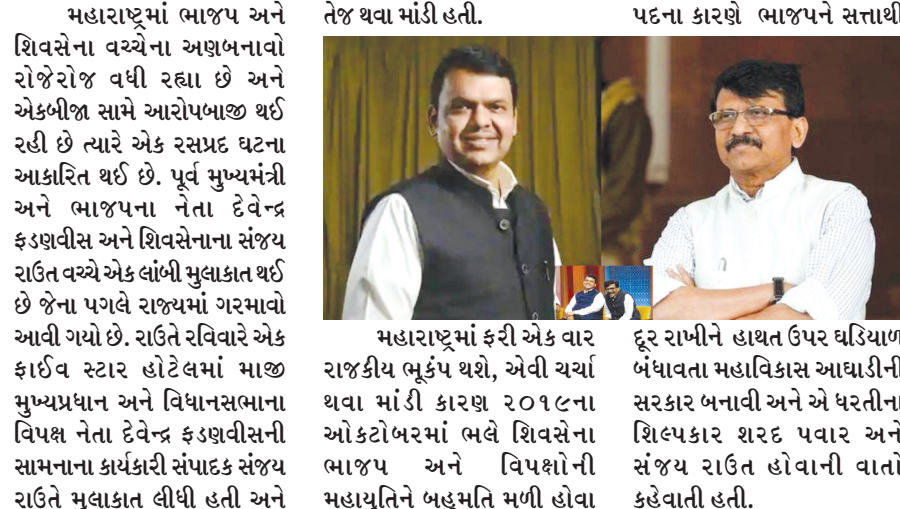 મહારાષ્ટ્રમાં ભાજપ અને
શિવસેના વચ્ચેના અણબનાવો
રોજેરોજ વધી રહ્યા છે અને
એકબીજા સામે આરોપબાજી થઈ
રહી છે ત્યારે એક રસપ્રદ ઘટના
આકારિત થઈ છે. પૂર્વ મુખ્યમંત્રી
અને ભાજપના નેતા દેવેન્દ્ર
ફડણવીસ અને શિવસેનાના સંજય
રાઉત વચ્ચે એક લાંબી મુલાકાત થઈ
છે જેના પગલે રાજ્યમાં ગરમાવો
આવી ગયો છે. રાઉતે રવિવારે એક
ફાઈવ સ્ટાર હોટેલમાં માજી
મુખ્યપ્રધાન અને વિધાનસભાના
વિપક્ષ નેતા દેવેન્દ્ર ફડણવીસની
સામનાના કાર્યકારી સંપાદક સંજય
રાઉતે મુલાકાત લીધી હતી અને
તેજ થવા માંડી હતી.
મહારાષ્ટ્રમાં ફરી એક વાર
રાજકીય ભૂકંપ થશે, એવી ચર્ચા
થવા માંડી કારણ ૨૦૧૯ના
ઓકટોબરમાં ભલે શિવસેના
ભાજપ અને વિપક્ષોની
મહાયુતિને બહુમતિ મળી હોવા
પદના કારણે ભાજપને સત્તાથી
દૂર રાખીને હાથત ઉપર ઘડિયાળ
બંધાવતા મહાવિકાસ આઘાડીની
સરકાર બનાવી અને એ ધરતીના
શિલ્પકાર શરદ પવાર અને
સંજય રાઉત હોવાની વાતો
કહેવાતી હતી.